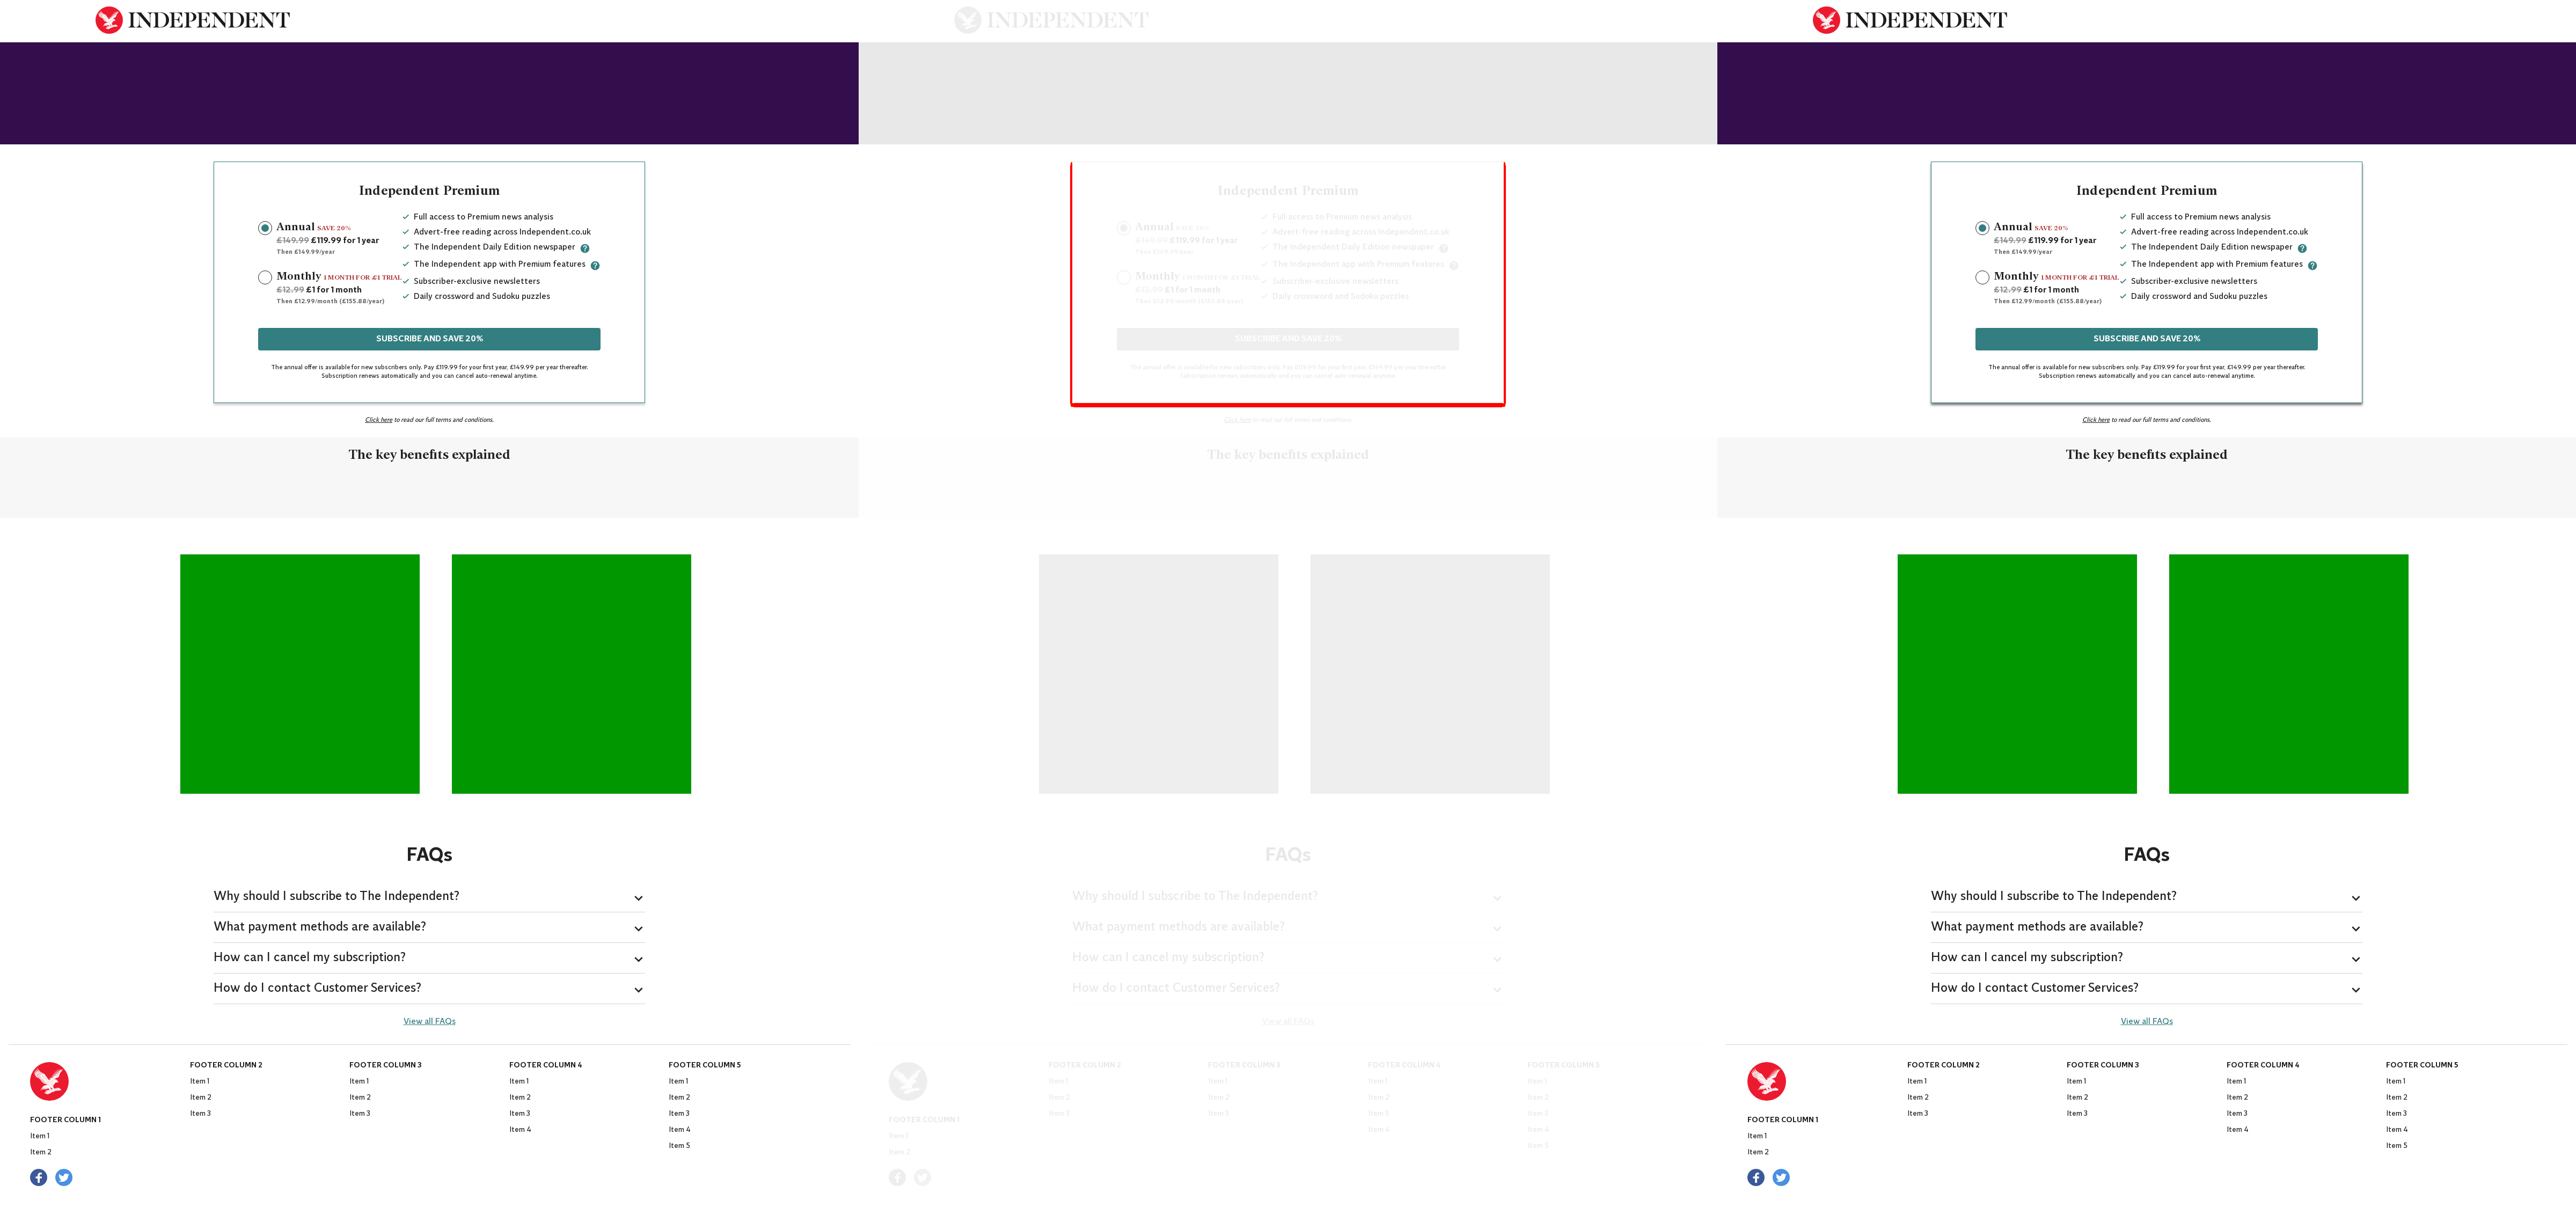 INDEPENDENT
Independent Premium
Annual SAVE 20%
£149.99 £119.99 for 1 year
Then £149.99/year
Monthly 1 MONTH FOR £1 TRIAL
£12.99 £1 for 1 month
Then £12.99/month (£155.88/year)
Full access to Premium news analysis
Advert-free reading across Independent.co.uk
The Independent Daily Edition newspaper ?
The Independent app with Premium features ?
Subscriber-exclusive newsletters
Daily crossword and Sudoku puzzles
SUBSCRIBE AND SAVE 20%
The annual offer is available for new subscribers only. Pay £119.99 for your first year, £149.99 per year thereafter.
Subscription renews automatically and you can cancel auto-renewal anytime.
Click here to read our full terms and conditions.
The key benefits explained
FAQs
Why should I subscribe to The Independent?
What payment methods are available?
How can I cancel my subscription?
How do I contact Customer Services?
View all FAQs
FOOTER COLUMN 1
Item 1
Item 2
FOOTER COLUMN 2
Item 1
Item 2
Item 3
FOOTER COLUMN 3
Item 1
Item 2
Item 3
FOOTER COLUMN 4
Item 1
Item 2
Item 3
Item 4
FOOTER COLUMN 5
Item 1
Item 2
Item 3
Item 4
Item 5
INDEPENDENT
Independent Premium
Annual SAVE 20%
£149.99 £119.99 for 1 year
Then £149.99/year
Monthly 1 MONTH FOR £1 TRIAL
£12.99 £1 for 1 month
Then £12.99/month (£155.88/year)
Full access to Premium news analysis
Advert-free reading across Independent.co.uk
The Independent Daily Edition newspaper ?
The Independent app with Premium features ?
Subscriber-exclusive newsletters
Daily crossword and Sudoku puzzles
SUBSCRIBE AND SAVE 20%
The annual offer is available for new subscribers only. Pay £119.99 for your first year, £149.99 per year thereafter.
Subscription renews automatically and you can cancel auto-renewal anytime.
Click here to read our full terms and conditions.
The key benefits explained
FAQs
Why should I subscribe to The Independent?
What payment methods are available?
How can I cancel my subscription?
How do I contact Customer Services?
View all FAQs
FOOTER COLUMN 1
Item 1
Item 2
FOOTER COLUMN 2
Item 1
Item 2
Item 3
FOOTER COLUMN 3
Item 1
Item 2
Item 3
FOOTER COLUMN 4
Item 1
Item 2
Item 3
Item 4
FOOTER COLUMN 5
Item 1
Item 2
Item 3
Item 4
Item 5
INDEPENDENT
Independent Premium
Annual SAVE 20%
£149.99 £119.99 for 1 year
Then £149.99/year
Monthly 1 MONTH FOR £1 TRIAL
£12.99 £1 for 1 month
Then £12.99/month (£155.88/year)
Full access to Premium news analysis
Advert-free reading across Independent.co.uk
The Independent Daily Edition newspaper ?
The Independent app with Premium features ?
Subscriber-exclusive newsletters
Daily crossword and Sudoku puzzles
SUBSCRIBE AND SAVE 20%
The annual offer is available for new subscribers only. Pay £119.99 for your first year, £149.99 per year thereafter.
Subscription renews automatically and you can cancel auto-renewal anytime.
Click here to read our full terms and conditions.
The key benefits explained
FAQs
Why should I subscribe to The Independent?
What payment methods are available?
How can I cancel my subscription?
How do I contact Customer Services?
View all FAQs
FOOTER COLUMN 1
Item 1
Item 2
FOOTER COLUMN 2
Item 1
Item 2
Item 3
FOOTER COLUMN 3
Item 1
Item 2
Item 3
FOOTER COLUMN 4
Item 1
Item 2
Item 3
Item 4
FOOTER COLUMN 5
Item 1
Item 2
Item 3
Item 4
Item 5